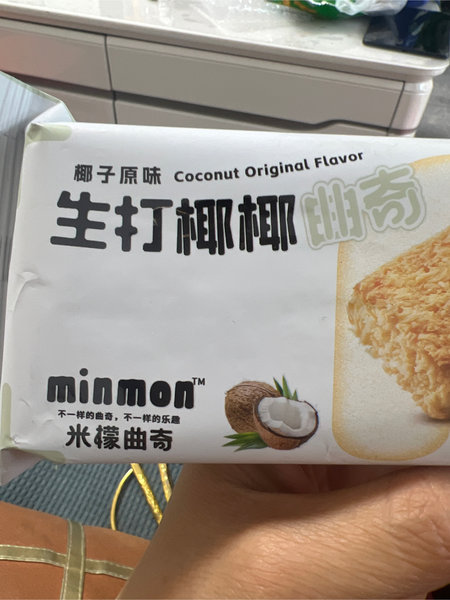 椰子原味 Coconut Original Flavor
生打椰椰曲奇
minmon™
不一样的曲奇，不一样的乐趣
米檬曲奇